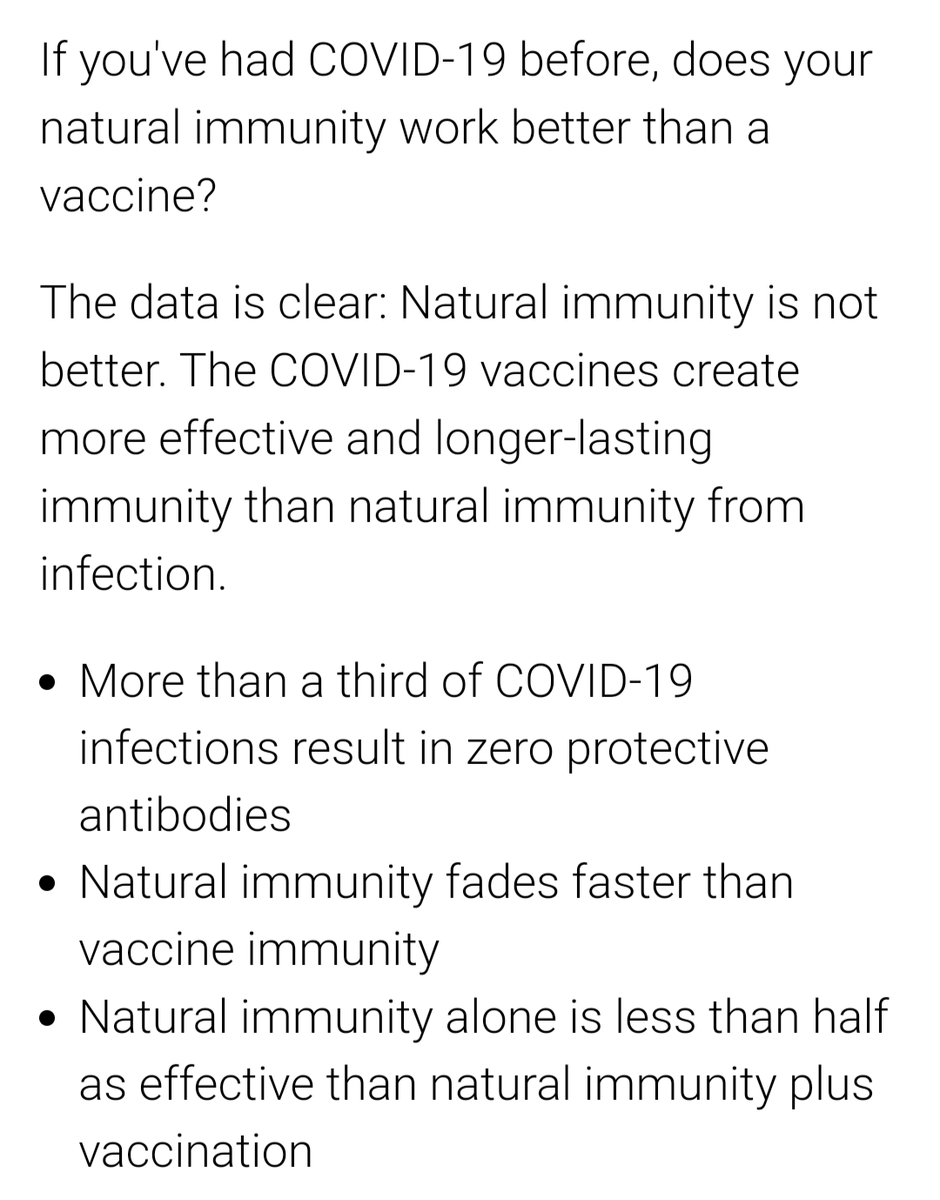 If you've had COVID-19 before, does your
natural immunity work better than a
vaccine?
The data is clear: Natural immunity is not
better. The COVID-19 vaccines create
more effective and longer-lasting
immunity than natural immunity from
infection.
• More than a third of COVID-19
infections result in zero protective
antibodies
• Natural immunity fades faster than
vaccine immunity
• Natural immunity alone is less than half
as effective than natural immunity plus
vaccination